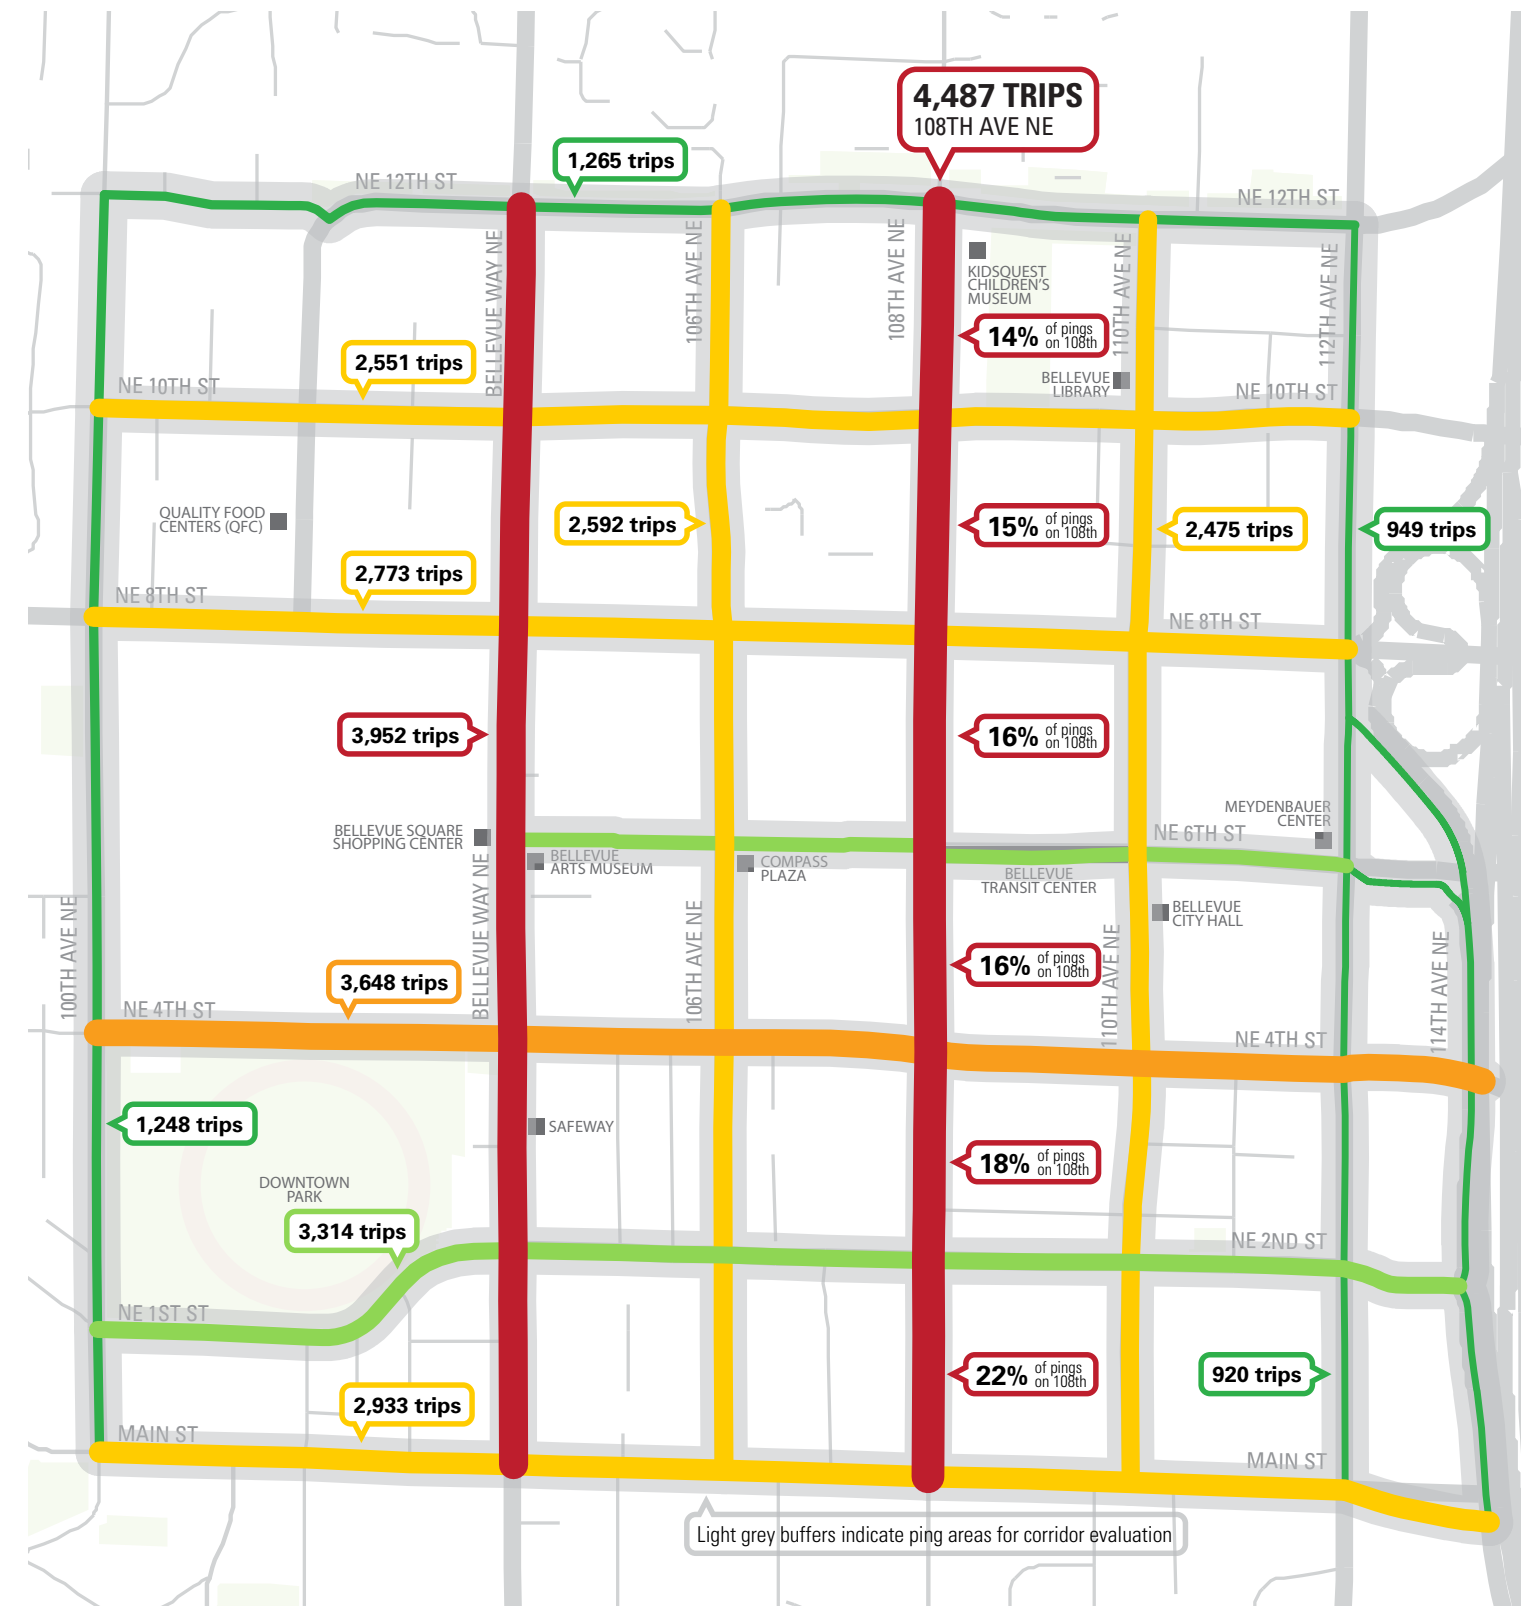 4,487 TRIPS
108TH AVE NE
1,265 trips
NE 12TH ST
NE 12TH ST
BELLEVUE WAY NE
106TH AVE NE
108TH AVE NE
KIDSQUEST
CHILDREN'S
MUSEUM
110TH AVE NE
112TH AVE NE
14% of pings
on 108th
2,551 trips
NE 10TH ST
BELLEVUE
LIBRARY
NE 10TH ST
QUALITY FOOD
CENTERS (QFC)
2,592 trips
15% of pings
on 108th
2,475 trips
949 trips
2,773 trips
NE 8TH ST
NE 8TH ST
3,952 trips
16% of pings
on 108th
MEYDENBAUER
CENTER
BELLEVUE SQUARE
SHOPPING CENTER
NE 6TH ST
BELLEVUE
ARTS MUSEUM
COMPASS
PLAZA
BELLEVUE
TRANSIT CENTER
BELLEVUE
CITY HALL
100TH AVE NE
BELLEVUE WAY NE
106TH AVE NE
110TH AVE NE
114TH AVE NE
16% of pings
on 108th
3,648 trips
NE 4TH ST
NE 4TH ST
1,248 trips
SAFEWAY
18% of pings
on 108th
DOWNTOWN
PARK
3,314 trips
NE 2ND ST
NE 1ST ST
22% of pings
on 108th
920 trips
2,933 trips
MAIN ST
MAIN ST
Light grey buffers indicate ping areas for corridor evaluation